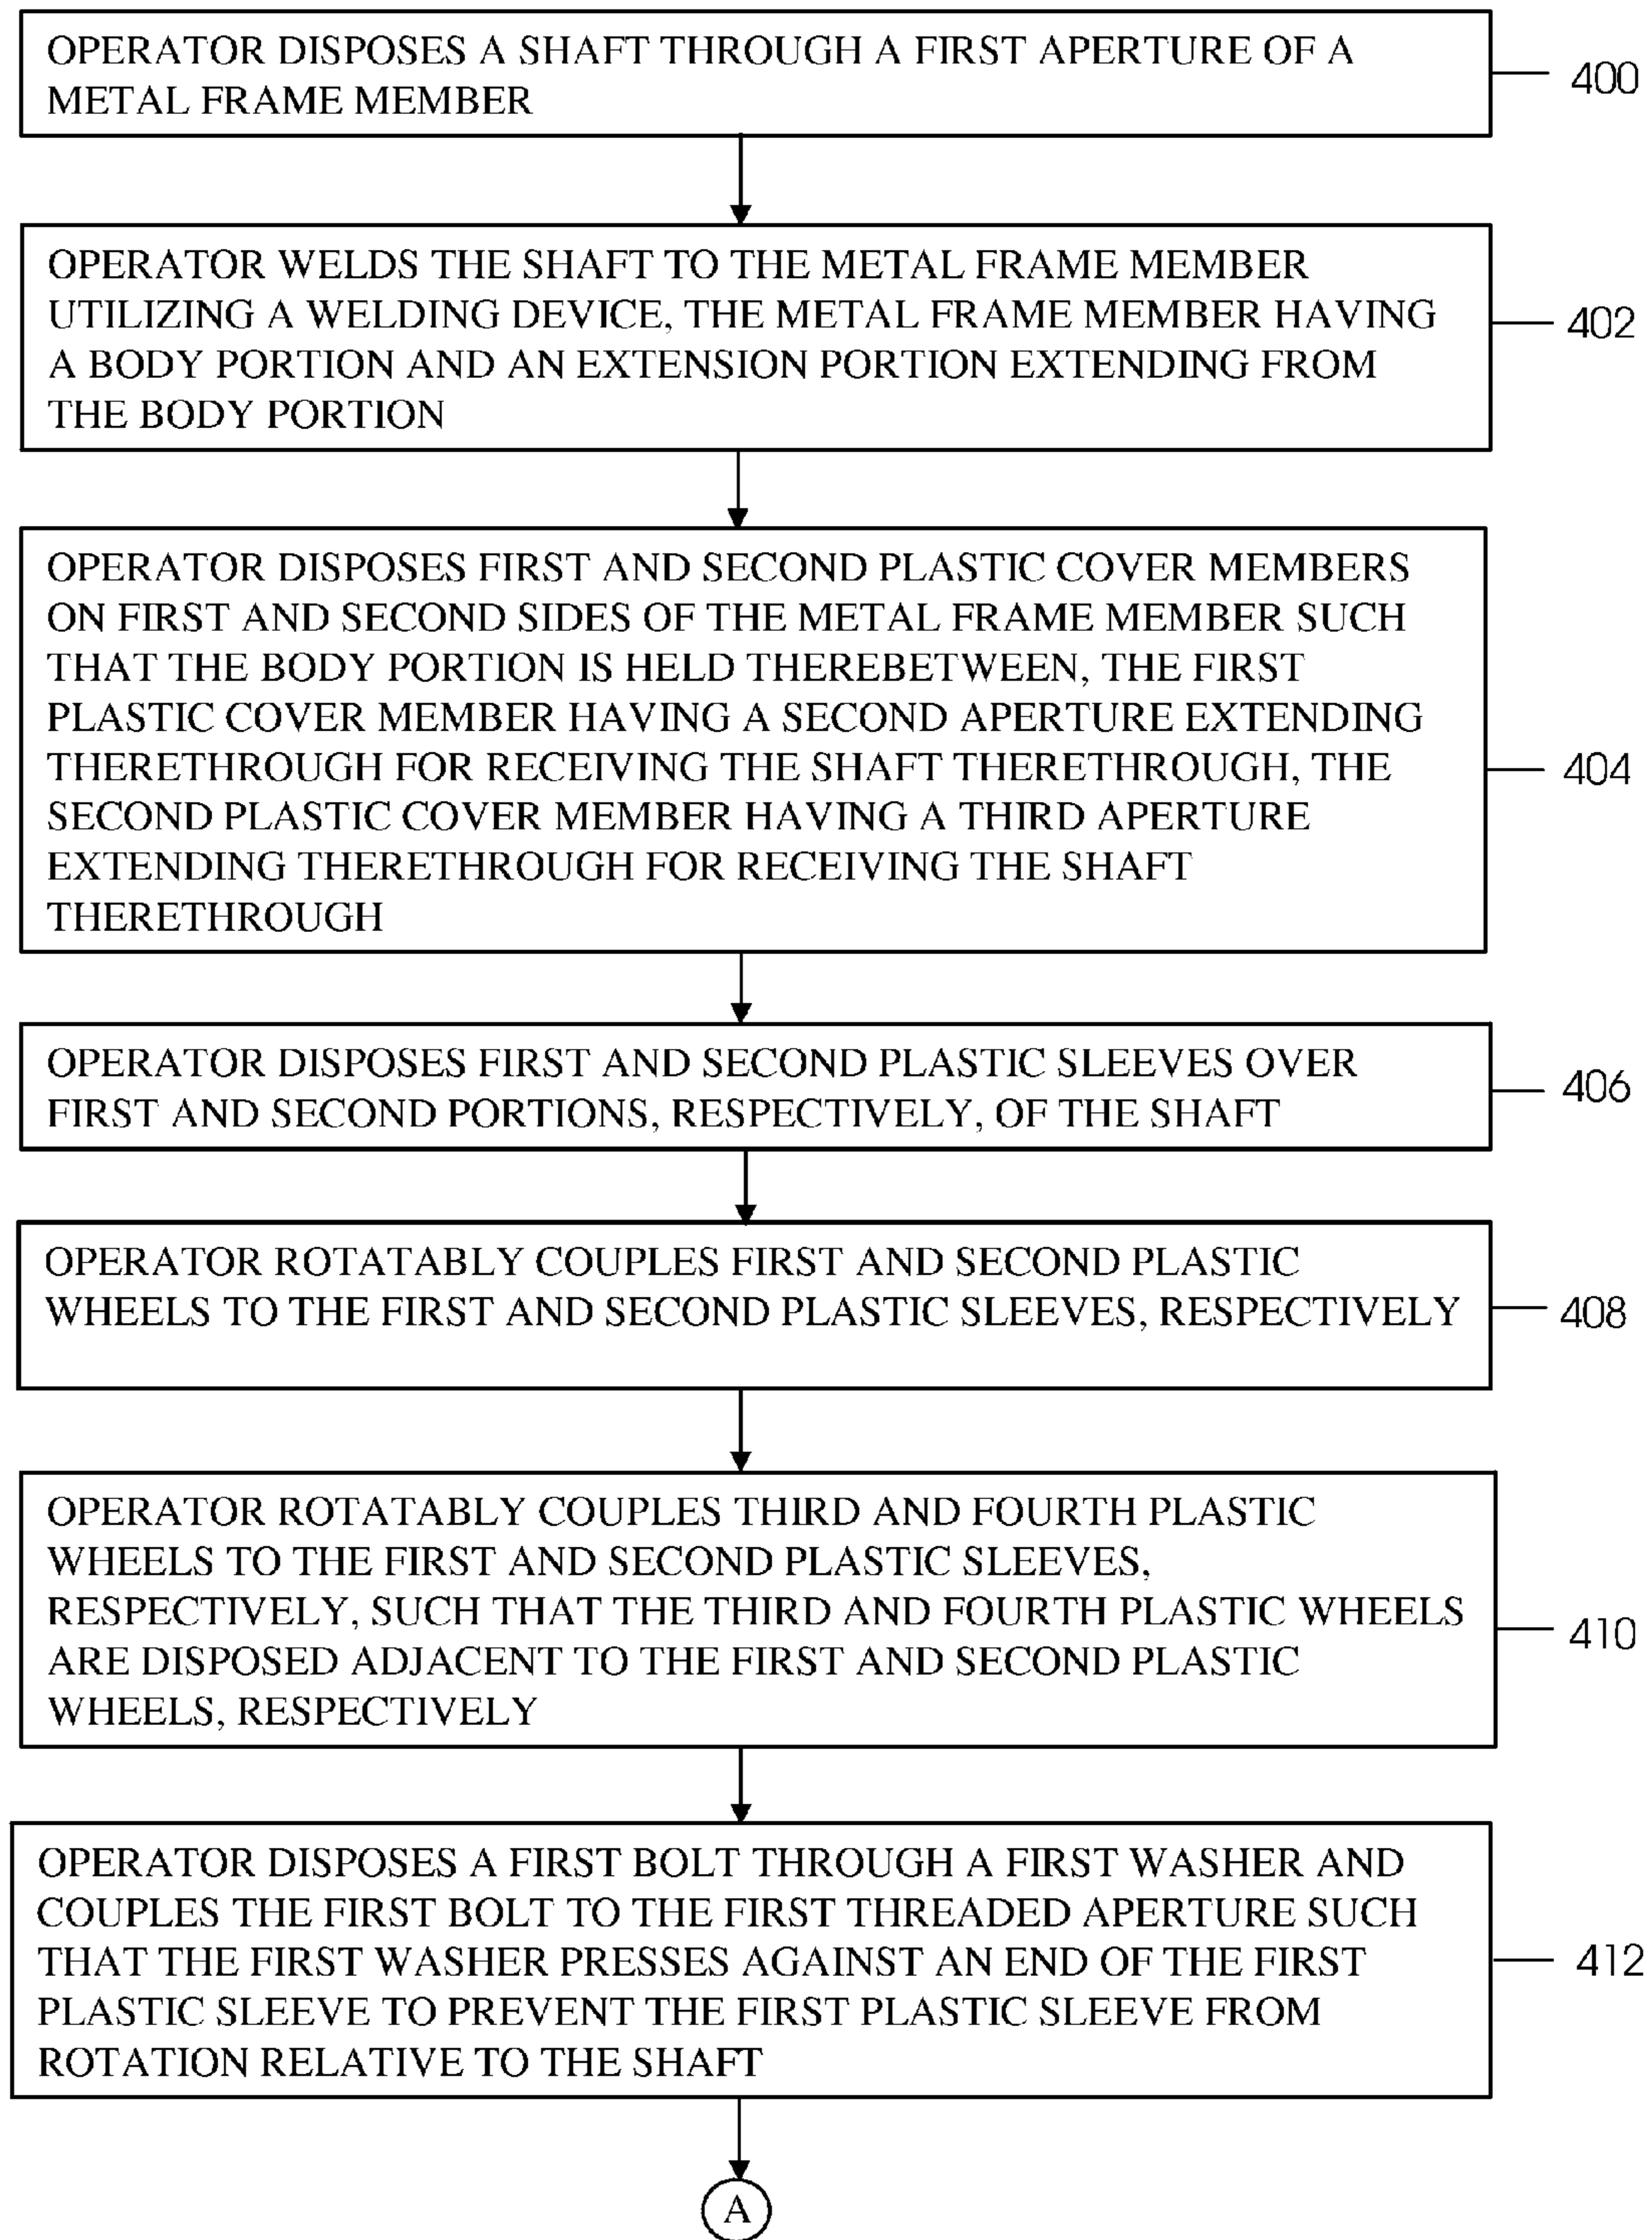 OPERATOR DISPOSES A SHAFT THROUGH A FIRST APERTURE OF A
METAL FRAME MEMBER
400
OPERATOR WELDS THE SHAFT TO THE METAL FRAME MEMBER
UTILIZING A WELDING DEVICE, THE METAL FRAME MEMBER HAVING
A BODY PORTION AND AN EXTENSION PORTION EXTENDING FROM
THE BODY PORTION
402
OPERATOR DISPOSES FIRST AND SECOND PLASTIC COVER MEMBERS
ON FIRST AND SECOND SIDES OF THE METAL FRAME MEMBER SUCH
THAT THE BODY PORTION IS HELD THEREBETWEEN, THE FIRST
PLASTIC COVER MEMBER HAVING A SECOND APERTURE EXTENDING
THERETHROUGH FOR RECEIVING THE SHAFT THERETHROUGH, THE
SECOND PLASTIC COVER MEMBER HAVING A THIRD APERTURE
EXTENDING THERETHROUGH FOR RECEIVING THE SHAFT
THERETHROUGH
404
OPERATOR DISPOSES FIRST AND SECOND PLASTIC SLEEVES OVER
FIRST AND SECOND PORTIONS, RESPECTIVELY, OF THE SHAFT
406
OPERATOR ROTATABLY COUPLES FIRST AND SECOND PLASTIC
WHEELS TO THE FIRST AND SECOND PLASTIC SLEEVES, RESPECTIVELY
408
OPERATOR ROTATABLY COUPLES THIRD AND FOURTH PLASTIC
WHEELS TO THE FIRST AND SECOND PLASTIC SLEEVES,
RESPECTIVELY, SUCH THAT THE THIRD AND FOURTH PLASTIC WHEELS
ARE DISPOSED ADJACENT TO THE FIRST AND SECOND PLASTIC
WHEELS, RESPECTIVELY
410
OPERATOR DISPOSES A FIRST BOLT THROUGH A FIRST WASHER AND
COUPLES THE FIRST BOLT TO THE FIRST THREADED APERTURE SUCH
THAT THE FIRST WASHER PRESSES AGAINST AN END OF THE FIRST
PLASTIC SLEEVE TO PREVENT THE FIRST PLASTIC SLEEVE FROM
ROTATION RELATIVE TO THE SHAFT
412
A